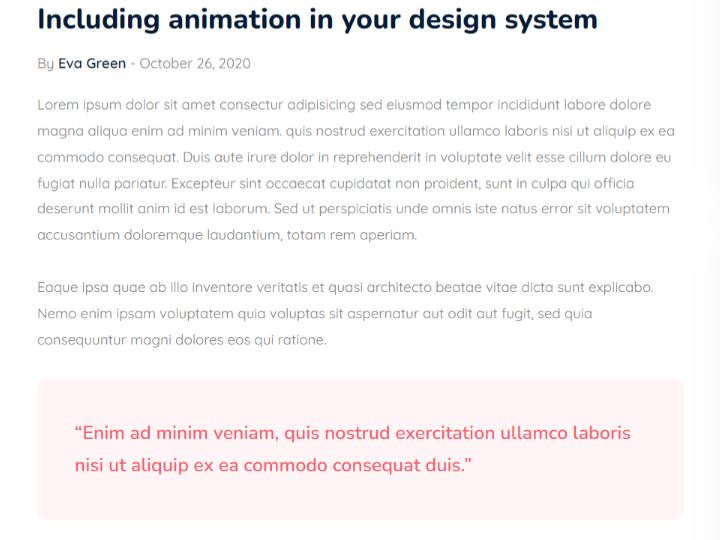 Including animation in your design system
By Eva Green - October 26, 2020
Lorem ipsum dolor sit amet consectur adipisicing sed eiusmod tempor incididunt labore dolore
magna aliqua enim ad minim veniam. quis nostrud exercitation ullamco laboris nisi ut aliquip ex ea
commodo consequat. Duis aute irure dolor in reprehenderit in voluptate velit esse cillum dolore eu
fugiat nulla pariatur. Excepteur sint occaecat cupidatat non proident, sunt in culpa qui officia
deserunt mollit anim id est laborum. Sed ut perspiciatis unde omnis iste natus error sit voluptatem
accusantium doloremque laudantium, totam rem aperiam.
Eaque ipsa quae ab illo inventore veritatis et quasi architecto beatae vitae dicta sunt explicabo.
Nemo enim ipsam voluptatem quia voluptas sit aspernatur aut odit aut fugit, sed quia
consequuntur magni dolores eos qui ratione.
“Enim ad minim veniam, quis nostrud exercitation ullamco laboris
nisi ut aliquip ex ea commodo consequat duis.”